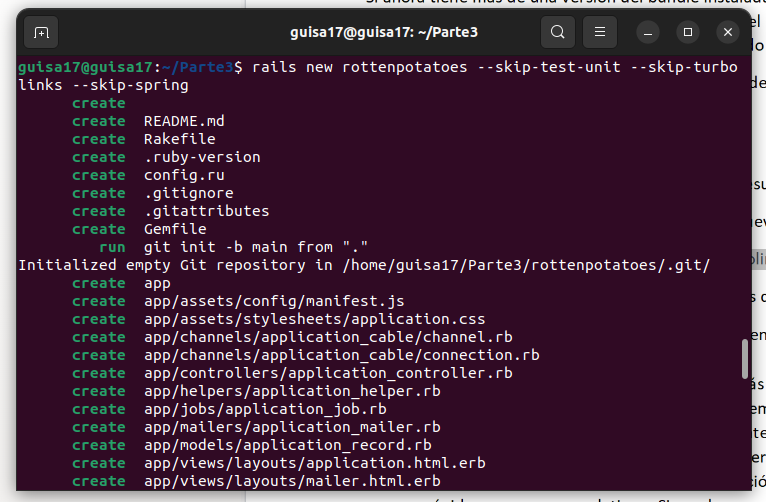 guisa17@guisa17: ~/Parte3
guisa17@guisa17:~/Parte3$ rails new rottenpotatoes --skip-test-unit --skip-turbo
links --skip-spring
create
create README.md
create Rakefile
create .ruby-version
create config.ru
create .gitignore
create .gitattributes
create Gemfile
run git init -b main from "."
Initialized empty Git repository in /home/guisa17/Parte3/rottenpotatoes/.git/
create app
create app/assets/config/manifest.js
create app/assets/stylesheets/application.css
create app/channels/application_cable/channel.rb
create app/channels/application_cable/connection.rb
create app/controllers/application_controller.rb
create app/helpers/application_helper.rb
create app/jobs/application_job.rb
create app/mailers/application_mailer.rb
create app/models/application_record.rb
create app/views/layouts/application.html.erb
create app/views/layouts/mailer.html.erb